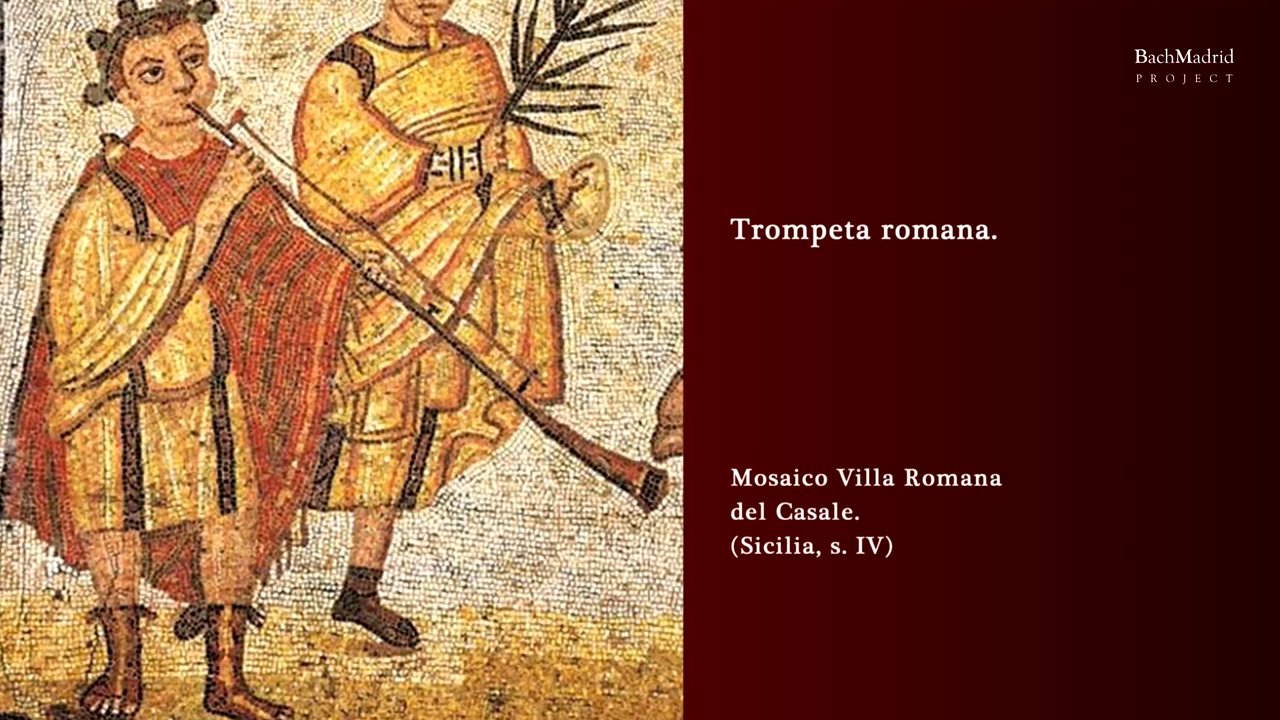 BachMadrid
PROJECT
Trompeta romana.
Mosaico Villa Romana
del Casale.
(Sicilia, s. IV)